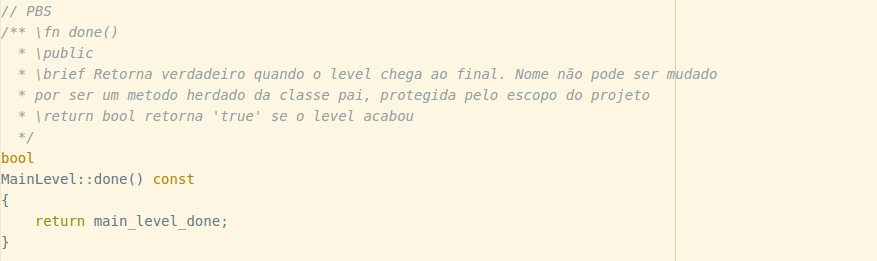 // PBS
/** \fn done()
  * \public
  * \brief Retorna verdadeiro quando o level chega ao final. Nome não pode ser mudado
  * por ser um metodo herdado da classe pai, protegida pelo escopo do projeto
  * \return bool retorna 'true' se o level acabou
  */
bool
MainLevel::done() const
{
    return main_level_done;
}